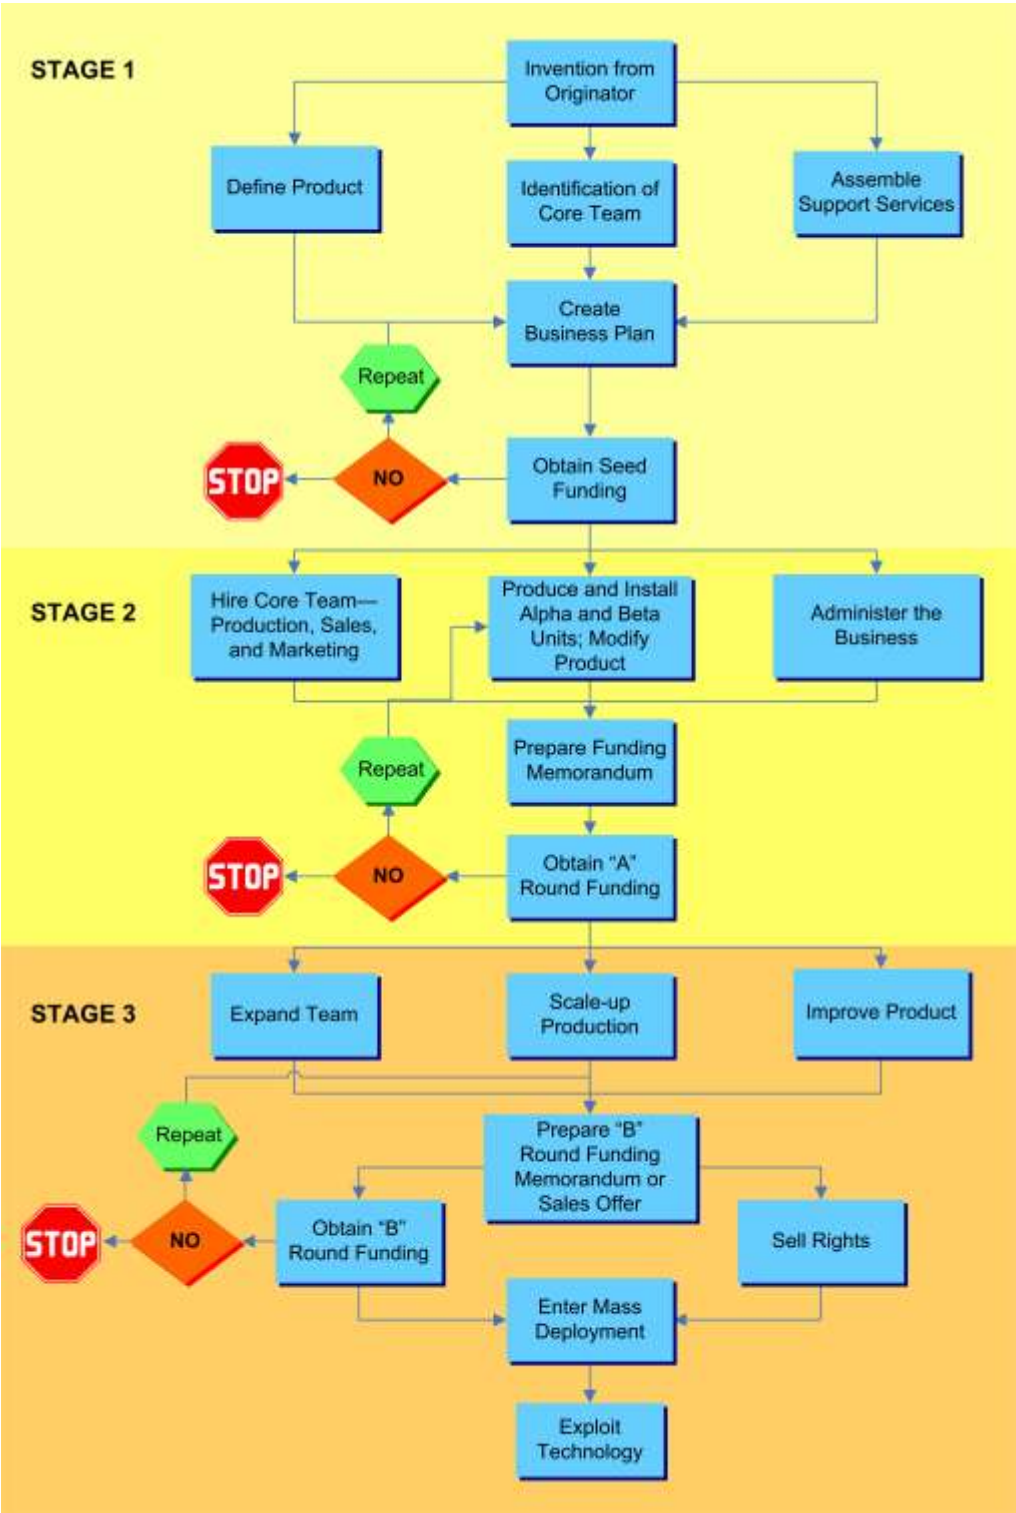 STAGE 1
Invention from
Originator
Define Product
Identification of
Core Team
Assemble
Support Services
Create
Business Plan
Repeat
STOP
NO
Obtain Seed
Funding
STAGE 2
Hire Core Team—
Production, Sales,
and Marketing
Produce and Install
Alpha and Beta
Units; Modify
Product
Administer the
Business
Prepare Funding
Memorandum
Repeat
STOP
NO
Obtain “A”
Round Funding
STAGE 3
Expand Team
Scale-up
Production
Improve Product
Repeat
Prepare “B”
Round Funding
Memorandum or
Sales Offer
STOP
NO
Obtain “B”
Round Funding
Sell Rights
Enter Mass
Deployment
Exploit
Technology